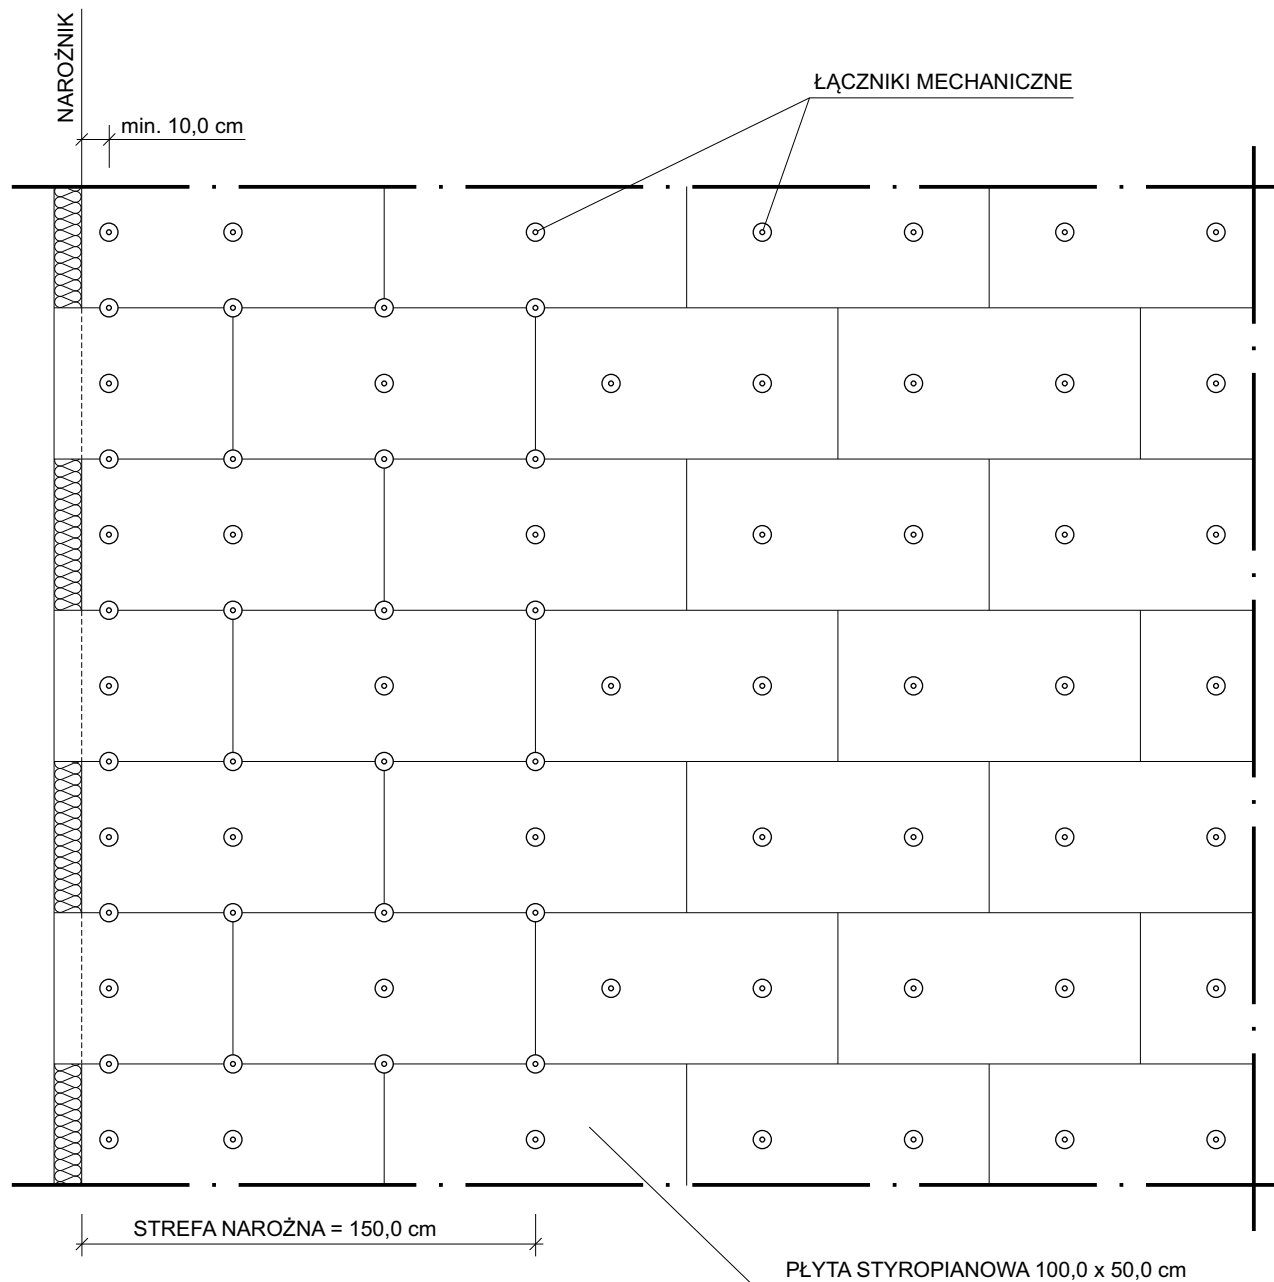 NAROŻNIK
ŁĄCZNIKI MECHANICZNE
min. 10,0 cm
STREFA NAROŻNA = 150,0 cm
PŁYTA STYROPIANOWA 100,0 x 50,0 cm